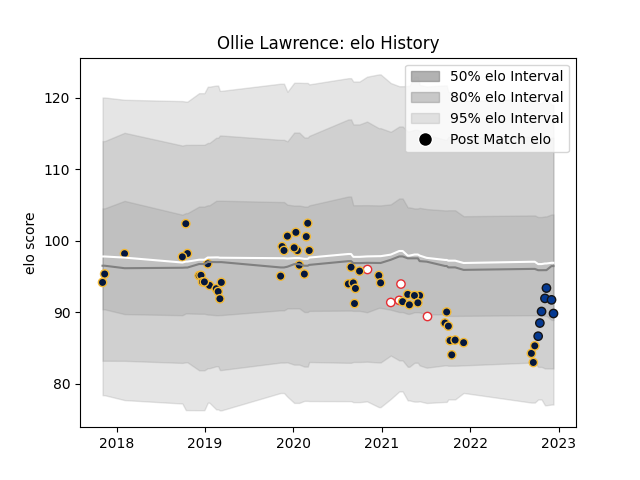 Ollie Lawrence: elo History
50% elo Interval
80% elo Interval
95% elo Interval
Post Match elo
elo score
120
110
100
90
80
2018
2019
2020
2021
2022
2023